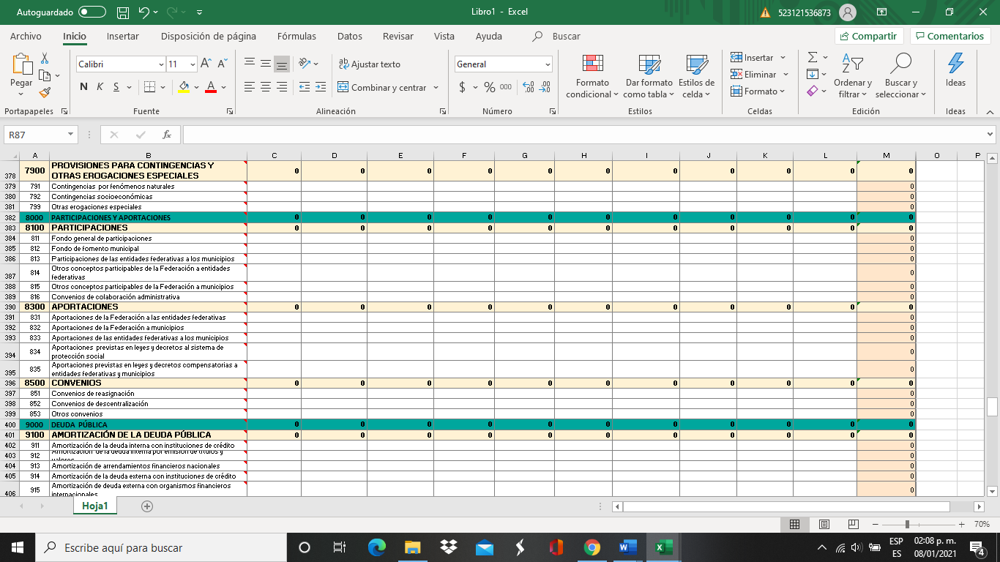 Autoguardado Libro1 - Excel 523121536873
Archivo Inicio Insertar Disposición de página Fórmulas Datos Revisar Vista Ayuda Buscar Compartir Comentarios
Pegar Calibri 11 A A ab Ajustar texto General Formato condicional Dar formato como tabla Estilos de celda Insertar Ordenar y filtrar Buscar y seleccionar Ideas
N K S A Combinar y centrar $ % 000 Eliminar
Formato
Portapapeles Fuente Alineación Número Estilos Celdas Edición Ideas
R87 fx
A B C D E F G H I J K L M O P
378 7900 PROVISIONES PARA CONTINGENCIAS Y
OTRAS EROGACIONES ESPECIALES 0 0 0 0 0 0 0 0 0 0 0
379 791 Contingencias por fenómenos naturales 0
380 792 Contingencias socioeconómicas 0
381 799 Otras erogaciones especiales 0
382 8000 PARTICIPACIONES Y APORTACIONES 0 0 0 0 0 0 0 0 0 0 0
383 8100 PARTICIPACIONES 0 0 0 0 0 0 0 0 0 0 0
384 811 Fondo general de participaciones 0
385 812 Fondo de fomento municipal 0
386 813 Participaciones de las entidades federativas a los municipios 0
387 814 Otros conceptos participables de la Federación a entidades
federativas 0
388 815 Otros conceptos participables de la Federación a municipios 0
389 816 Convenios de colaboración administrativa 0
390 8300 APORTACIONES 0 0 0 0 0 0 0 0 0 0 0
391 831 Aportaciones de la Federación a las entidades federativas 0
392 832 Aportaciones de la Federación a municipios 0
393 833 Aportaciones de las entidades federativas a los municipios 0
394 834 Aportaciones previstas en leyes y decretos al sistema de
protección social 0
395 835 Aportaciones previstas en leyes y decretos compensatorias a
entidades federativas y municipios 0
396 8500 CONVENIOS 0 0 0 0 0 0 0 0 0 0 0
397 851 Convenios de reasignación 0
398 852 Convenios de descentralización 0
399 853 Otros convenios 0
400 9000 DEUDA PÚBLICA 0 0 0 0 0 0 0 0 0 0 0
401 9100 AMORTIZACIÓN DE LA DEUDA PÚBLICA 0 0 0 0 0 0 0 0 0 0 0
402 911 Amortización de la deuda interna con instituciones de crédito 0
403 912 Amortización de la deuda interna por emisión de títulos y
valores 0
404 913 Amortización de arrendamientos financieros nacionales 0
405 914 Amortización de la deuda externa con instituciones de crédito 0
406 915 Amortización de deuda externa con organismos financieros
internacionales 0
Hoja1
70%
Escribe aquí para buscar ESP 02:08 p. m.
ES 08/01/2021 4